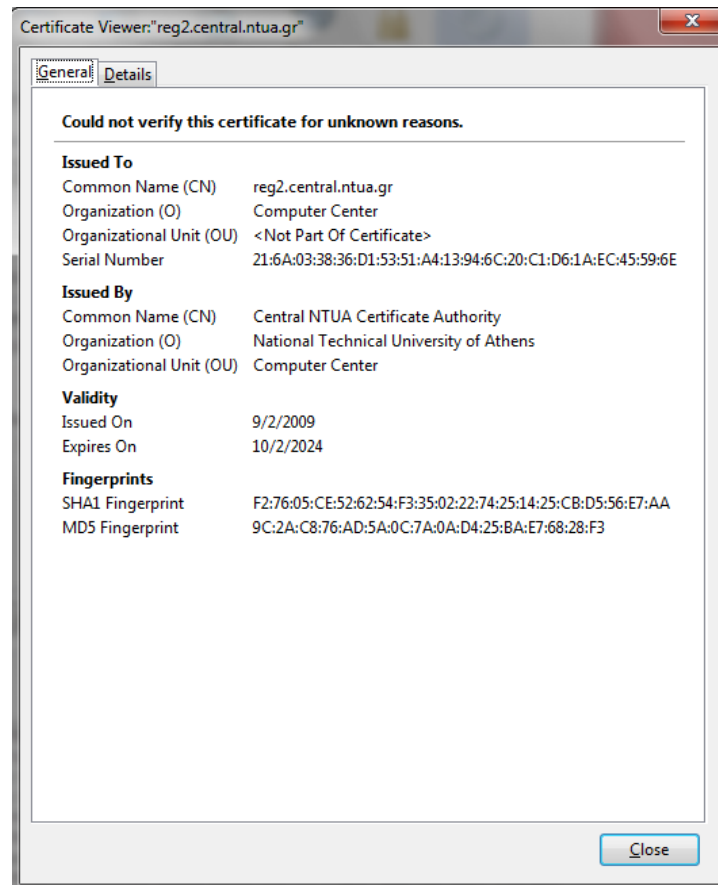 Certificate Viewer:"reg2.central.ntua.gr"
General Details
Could not verify this certificate for unknown reasons.
Issued To
Common Name (CN) reg2.central.ntua.gr
Organization (O) Computer Center
Organizational Unit (OU) <Not Part Of Certificate>
Serial Number 21:6A:03:38:36:D1:53:51:A4:13:94:6C:20:C1:D6:1A:EC:45:59:6E
Issued By
Common Name (CN) Central NTUA Certificate Authority
Organization (O) National Technical University of Athens
Organizational Unit (OU) Computer Center
Validity
Issued On 9/2/2009
Expires On 10/2/2024
Fingerprints
SHA1 Fingerprint F2:76:05:CE:52:62:54:F3:35:02:22:74:25:14:25:CB:D5:56:E7:AA
MD5 Fingerprint 9C:2A:C8:76:AD:5A:0C:7A:0A:D4:25:BA:E7:68:28:F3
Close